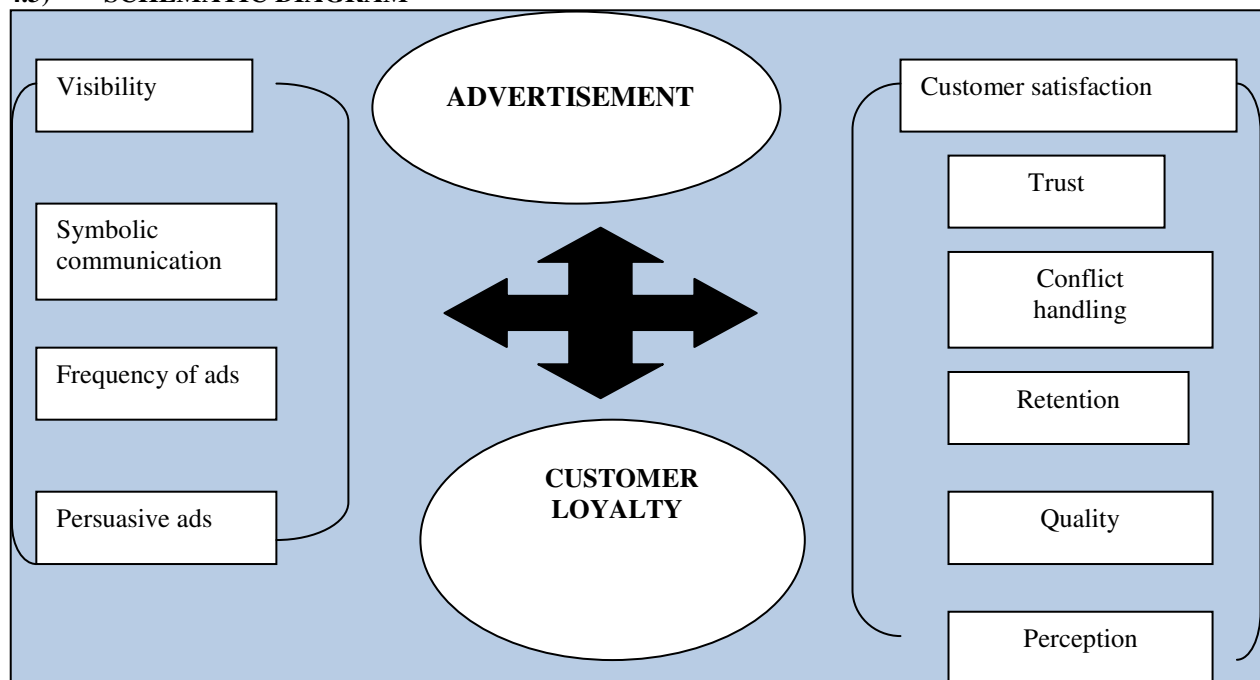 SCHEMATIC DIAGRAM
Visibility
Symbolic
communication
Frequency of ads
Persuasive ads
ADVERTISEMENT
CUSTOMER
LOYALTY
Customer satisfaction
Trust
Conflict
handling
Retention
Quality
Perception